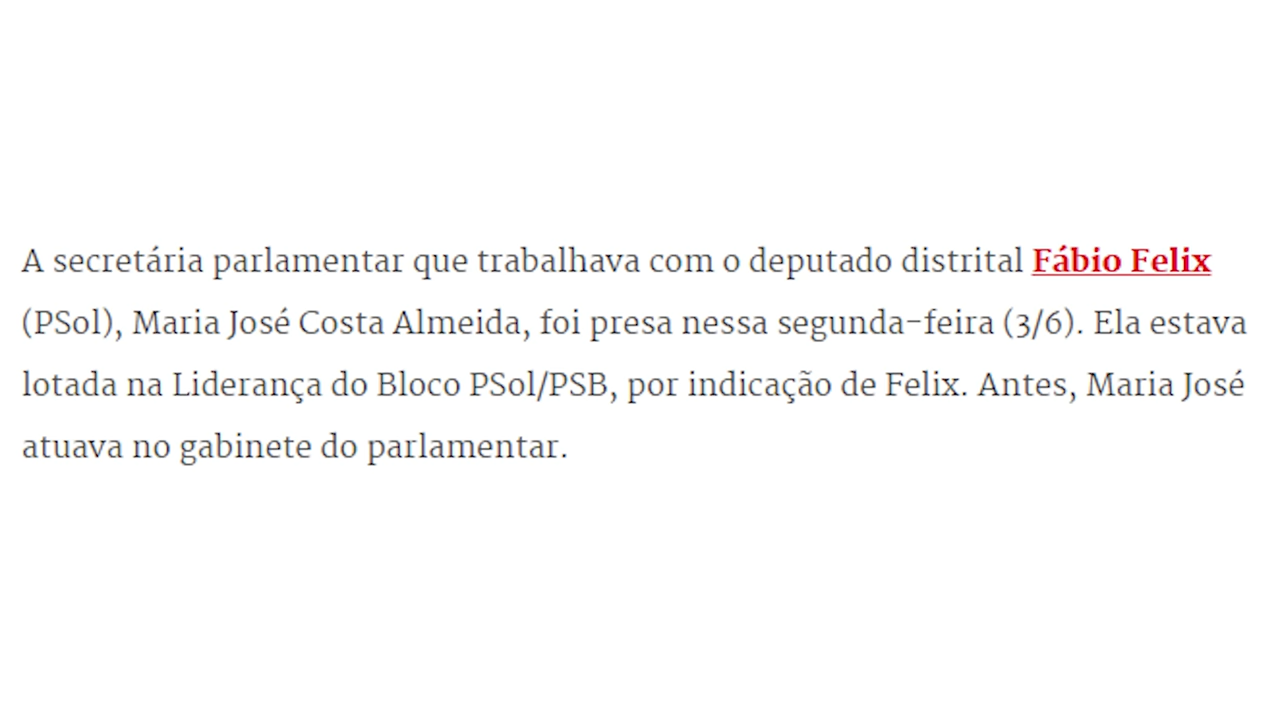 A secretária parlamentar que trabalhava com o deputado distrital Fábio Felix
(PSol), Maria José Costa Almeida, foi presa nessa segunda-feira (3/6). Ela estava
lotada na Liderança do Bloco PSol/PSB, por indicação de Felix. Antes, Maria José
atuava no gabinete do parlamentar.